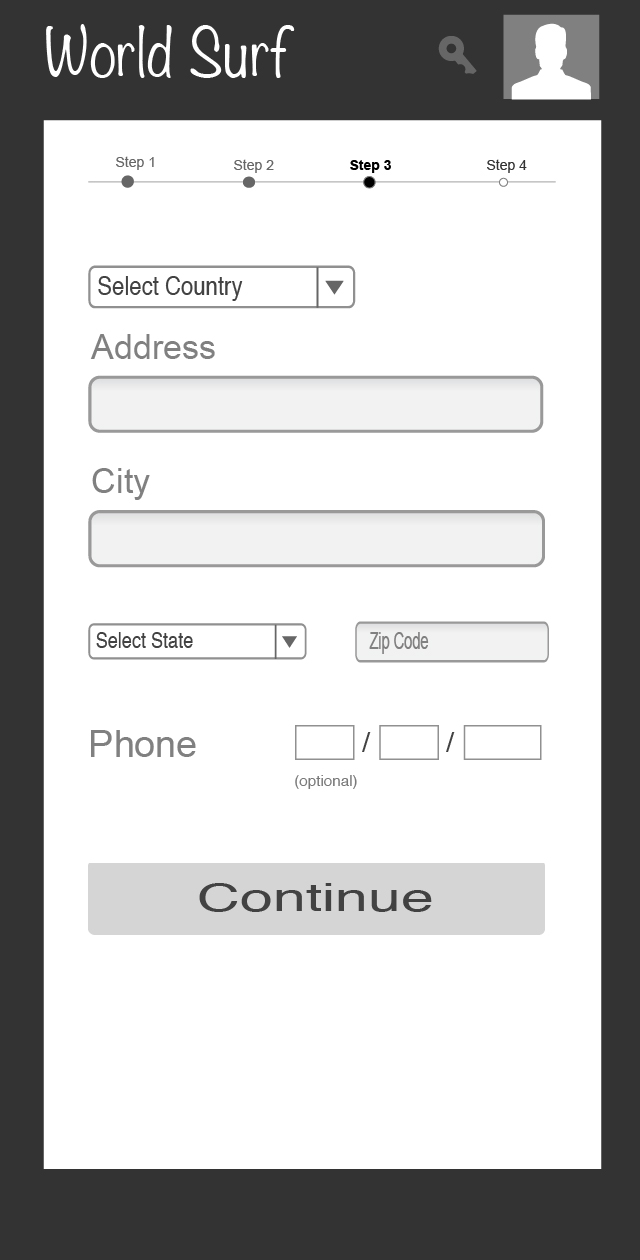 World Surf
Step 1 Step 2 Step 3 Step 4
Select Country
Address
City
Select State Zip Code
Phone / /
(optional)
Continue